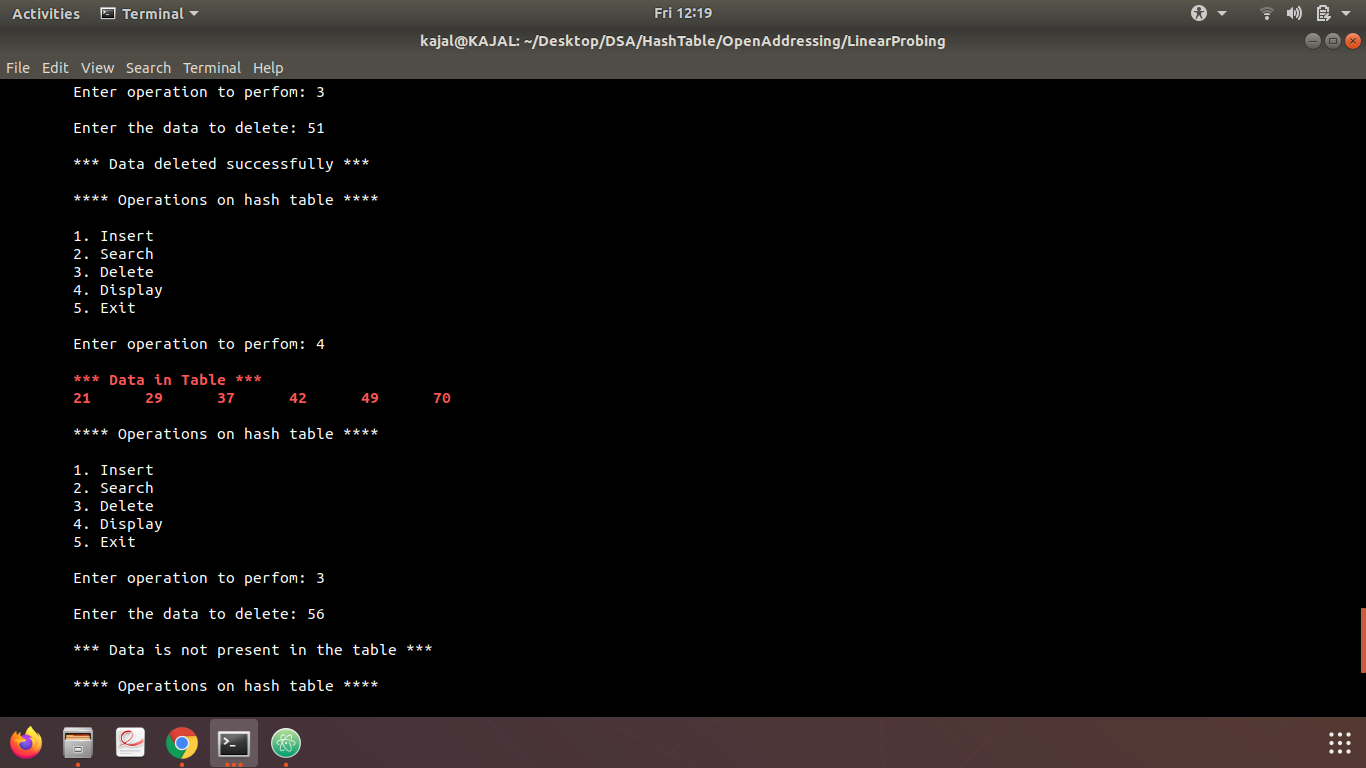 Activities Terminal Fri 12:19
kajal@KAJAL: ~/Desktop/DSA/HashTable/OpenAddressing/LinearProbing
File Edit View Search Terminal Help
Enter operation to perfom: 3
Enter the data to delete: 51
*** Data deleted successfully ***
**** Operations on hash table ****
1. Insert
2. Search
3. Delete
4. Display
5. Exit
Enter operation to perfom: 4
*** Data in Table ***
21 29 37 42 49 70
**** Operations on hash table ****
1. Insert
2. Search
3. Delete
4. Display
5. Exit
Enter operation to perfom: 3
Enter the data to delete: 56
*** Data is not present in the table ***
**** Operations on hash table ****